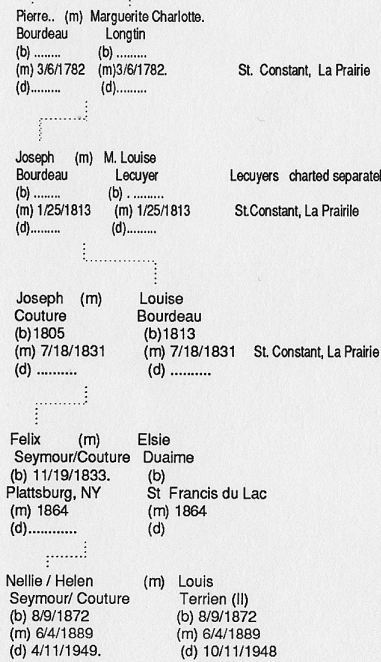 Pierre.. (m) Marguerite Charlotte.
Bourdeau Longtin
(b) ........ (b) .........
(m) 3/6/1782 (m)3/6/1782. St. Constant, La Prairie
(d)......... (d).........
Joseph (m) M. Louise
Bourdeau Lecuyer Lecuyers charted separatel
(b) ........ (b) . .........
(m) 1/25/1813 (m) 1/25/1813 St.Constant, La Prairile
(d)......... (d).........
Joseph (m) Louise
Couture Bourdeau
(b)1805 (b)1813
(m) 7/18/1831 (m) 7/18/1831 St. Constant, La Prairie
(d) .......... (d) ..........
Felix (m) Elsie
Seymour/Couture Duaime
(b) 11/19/1833. (b)
Plattsburg, NY St Francis du Lac
(m) 1864 (m) 1864
(d)............ (d)
Nellie / Helen (m) Louis
Seymour/ Couture Terrien (II)
(b) 8/9/1872 (b) 8/9/1872
(m) 6/4/1889 (m) 6/4/1889
(d) 4/11/1949. (d) 10/11/1948